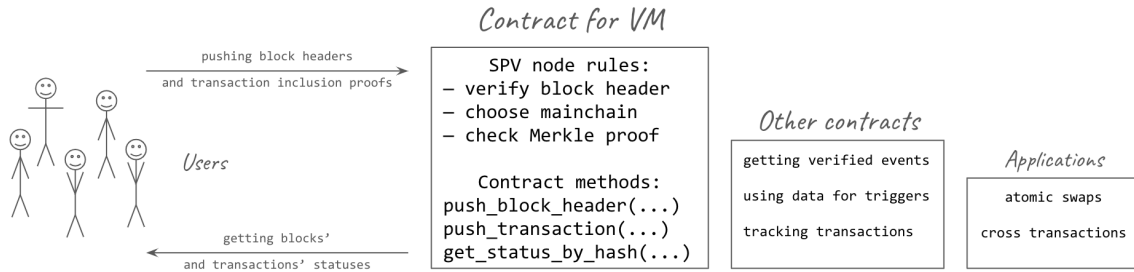 Contract for VM
pushing block headers
and transaction inclusion proofs
Users
getting blocks’
and transactions’ statuses
SPV node rules:
— verify block header
— choose mainchain
— check Merkle proof
Contract methods:
push_block_header(...)
push_transaction(...)
get_status_by_hash(...)
Other contracts
getting verified events
using data for triggers
tracking transactions
Applications
atomic swaps
cross transactions